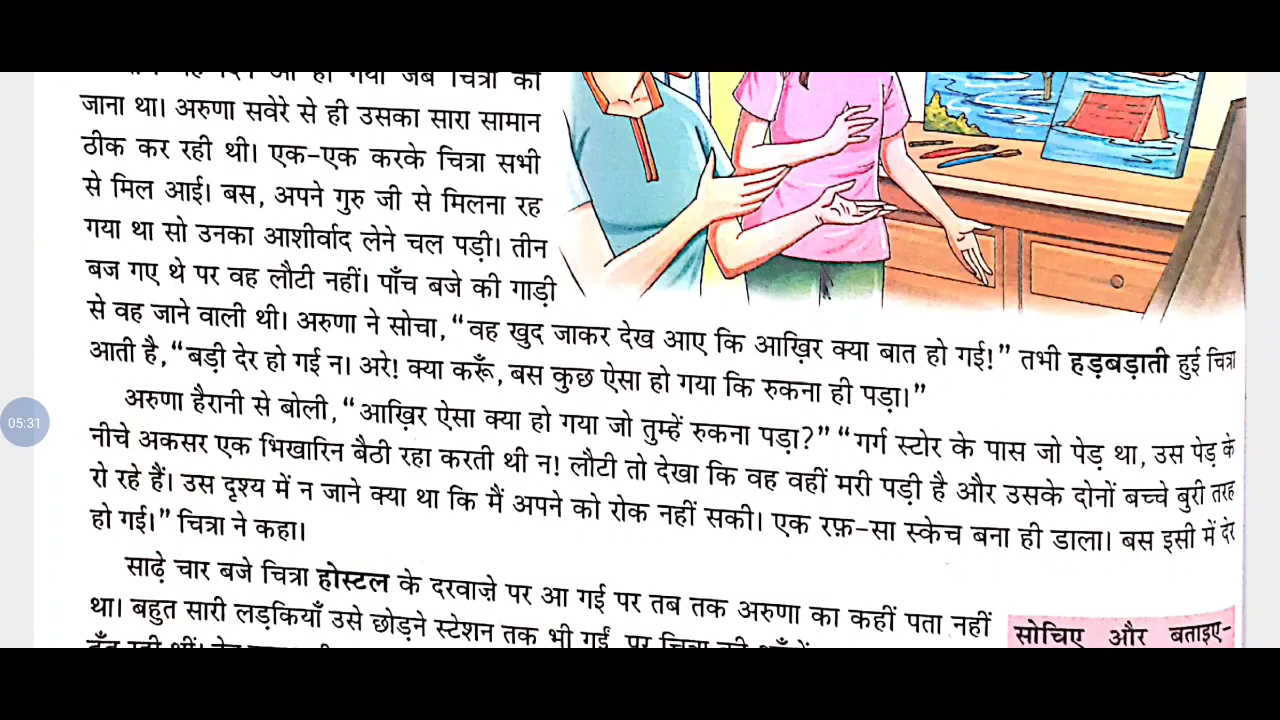 गया जब चित्रा को
जाना था। अरुणा सवेरे से ही उसका सारा सामान
ठीक कर रही थी। एक-एक करके चित्रा सभी
से मिल आई। बस, अपने गुरु जी से मिलना रह
गया था सो उनका आशीर्वाद लेने चल पड़ी। तीन
बज गए थे पर वह लौटी नहीं। पाँच बजे की गाड़ी
से वह जाने वाली थी। अरुणा ने सोचा, “वह खुद जाकर देख आए कि आख़िर क्या बात हो गई!” तभी हड़बड़ाती हुई चित्रा
आती है, “बड़ी देर हो गई न। अरे! क्या करूँ, बस कुछ ऐसा हो गया कि रुकना ही पड़ा।”
अरुणा हैरानी से बोली, “आख़िर ऐसा क्या हो गया जो तुम्हें रुकना पड़ा?” “गर्ग स्टोर के पास जो पेड़ था, उस पेड़ के
नीचे अकसर एक भिखारिन बैठी रहा करती थी न! लौटी तो देखा कि वह वहीं मरी पड़ी है और उसके दोनों बच्चे बुरी तरह
रो रहे हैं। उस दृश्य में न जाने क्या था कि मैं अपने को रोक नहीं सकी। एक रफ़-सा स्केच बना ही डाला। बस इसी में देर
हो गई।” चित्रा ने कहा।
साढ़े चार बजे चित्रा होस्टल के दरवाज़े पर आ गई पर तब तक अरुणा का कहीं पता नहीं
था। बहुत सारी लड़कियाँ उसे छोड़ने स्टेशन तक भी गईं, पर चित्रा की
सोचिए और बताइए-
05:31